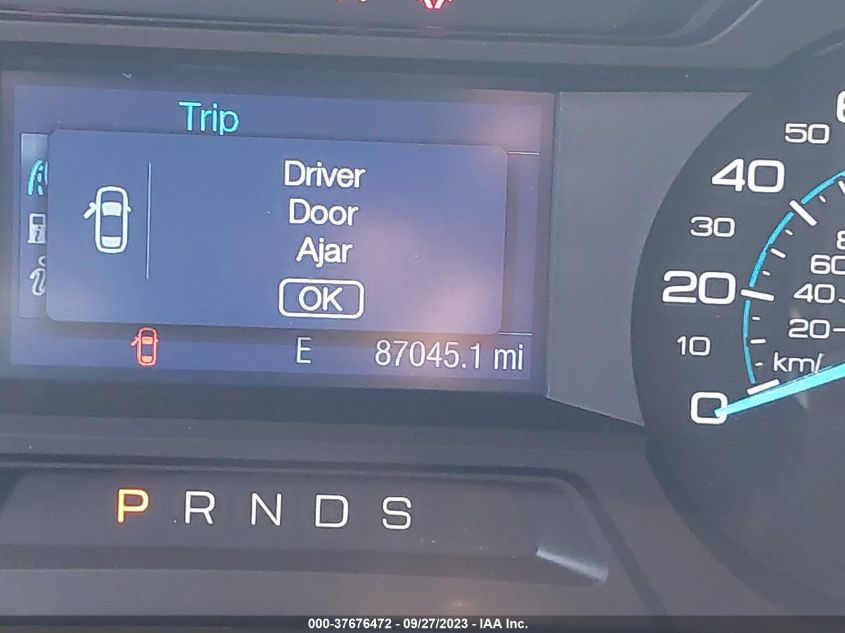 Trip
Driver
Door
Ajar
OK
E 87045.1 mi
50
40
30
20
10
0
60
40
20
km/
P R N D S
000-37676472 - 09/27/2023 - IAA Inc.